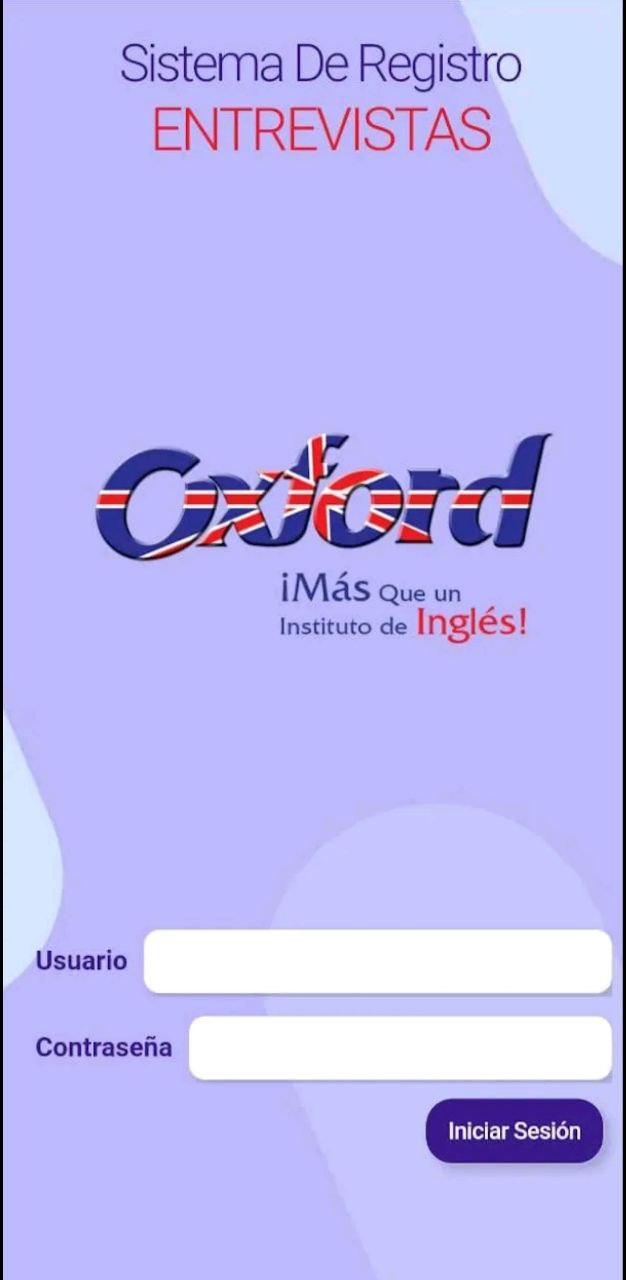 Sistema De Registro
ENTREVISTAS
Oxford
¡Más Que un
Instituto de Inglés!
Usuario
Contraseña
Iniciar Sesión